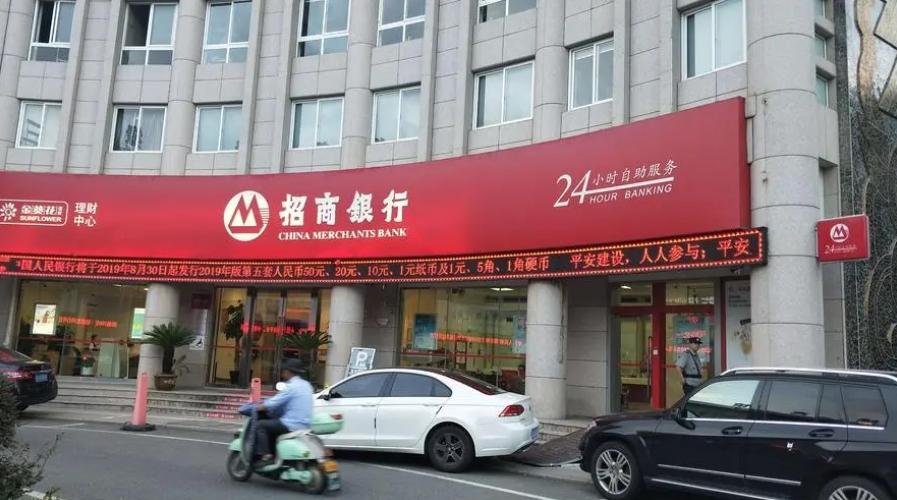 金葵花
SUNFLOWER
理财
中心
招商银行
CHINA MERCHANTS BANK
24小时自助服务
HOUR BANKING
24
国人民银行将于2019年8月30日起发行2019年版第五套人民币50元、20元、10元、1元纸币及1元、5角、1角硬币 平安建设,人人参与;平安
P